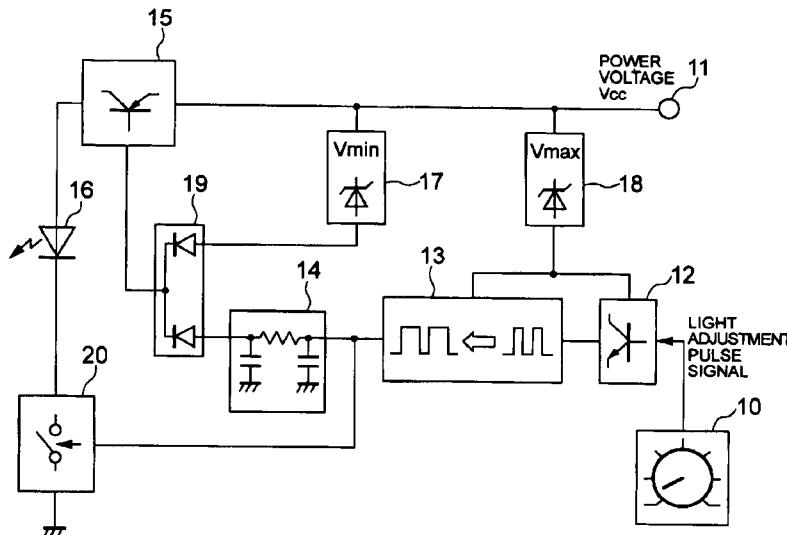 15
POWER
VOLTAGE
Vcc
11
Vmin
17
Vmax
18
16
19
14
13
12
LIGHT
ADJUSTMENT
PULSE
SIGNAL
20
10